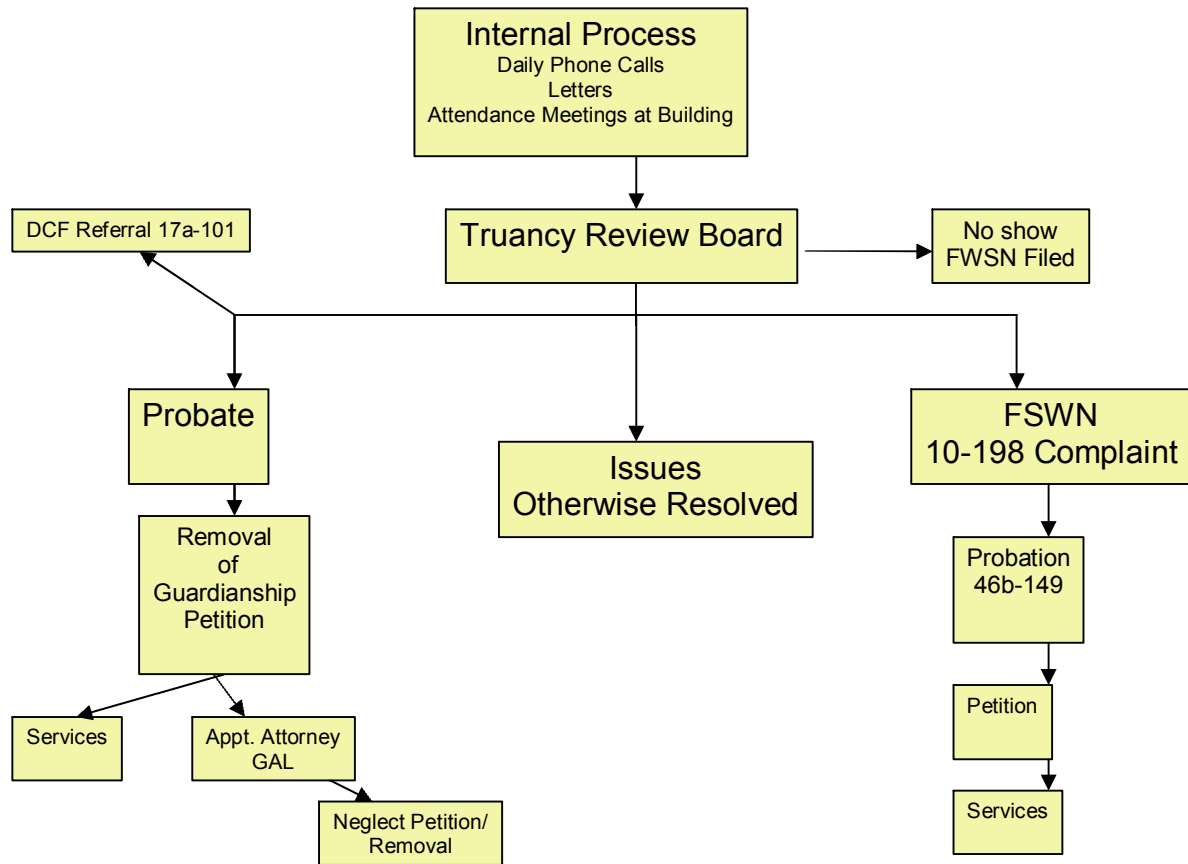 Internal Process
Daily Phone Calls
Letters
Attendance Meetings at Building
DCF Referral 17a-101
Truancy Review Board
No show
FWSN Filed
Probate
Issues
Otherwise Resolved
FSWN
10-198 Complaint
Removal
of
Guardianship
Petition
Probation
46b-149
Services
Appt. Attorney
GAL
Petition
Neglect Petition/
Removal
Services